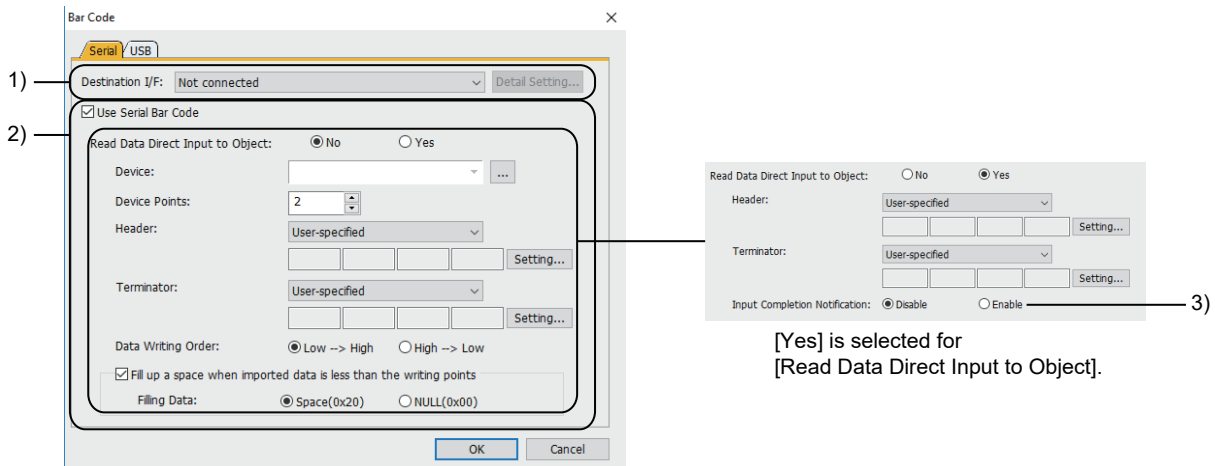 Bar Code
Serial USB
1)
Destination I/F: Not connected Detail Setting...
2)
Use Serial Bar Code
Read Data Direct Input to Object: No Yes
Device: ...
Device Points: 2
Header: User-specified
Setting...
Terminator: User-specified
Setting...
Data Writing Order: Low --> High High --> Low
Fill up a space when imported data is less than the writing points
Filling Data: Space(0x20) NULL(0x00)
OK Cancel
Read Data Direct Input to Object: No Yes
Header: User-specified
Setting...
Terminator: User-specified
Setting...
Input Completion Notification: Disable Enable
3)
[Yes] is selected for
[Read Data Direct Input to Object].